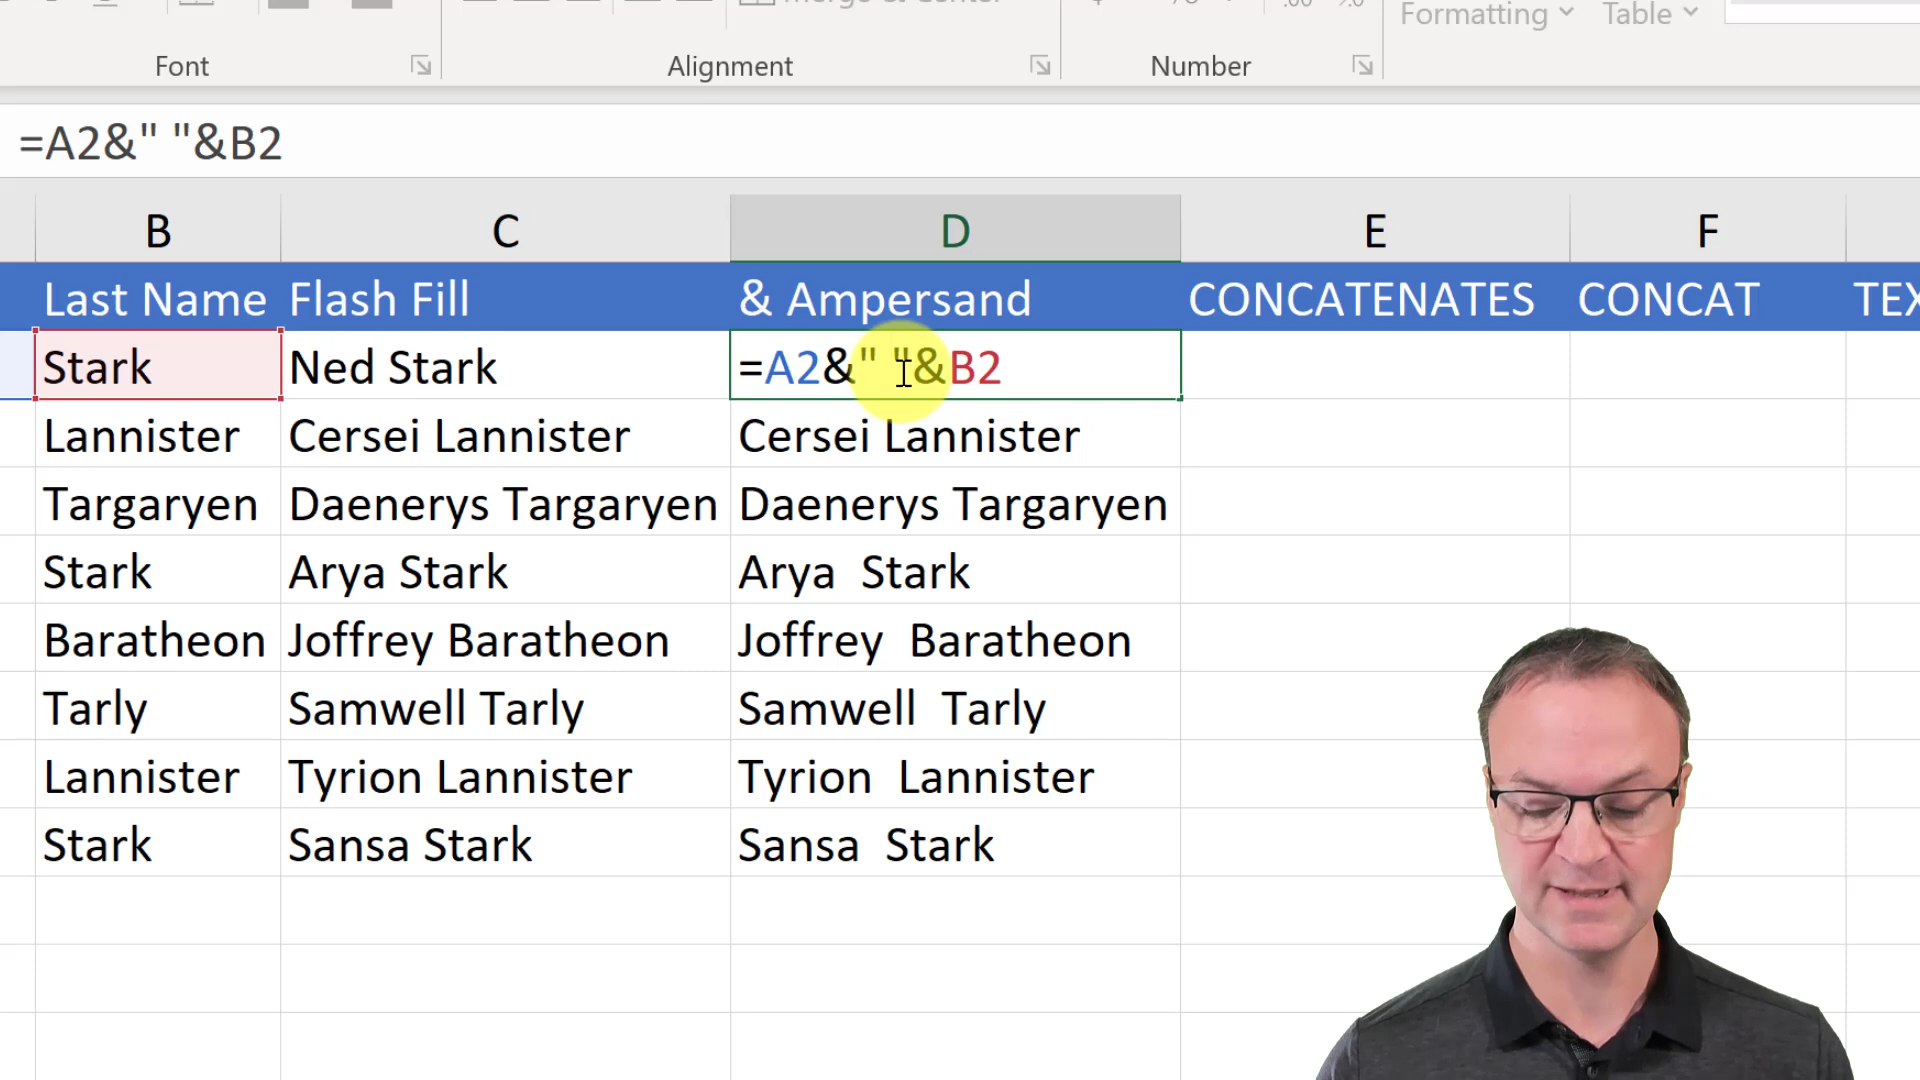 Merge & Center
Formatting Table
Font Alignment Number
=A2&" "&B2
B C D E F
Last Name Flash Fill & Ampersand CONCATENATES CONCAT TEX
Stark Ned Stark =A2&" "&B2
Lannister Cersei Lannister Cersei Lannister
Targaryen Daenerys Targaryen Daenerys Targaryen
Stark Arya Stark Arya  Stark
Baratheon Joffrey Baratheon Joffrey  Baratheon
Tarly Samwell Tarly Samwell  Tarly
Lannister Tyrion Lannister Tyrion  Lannister
Stark Sansa Stark Sansa  Stark